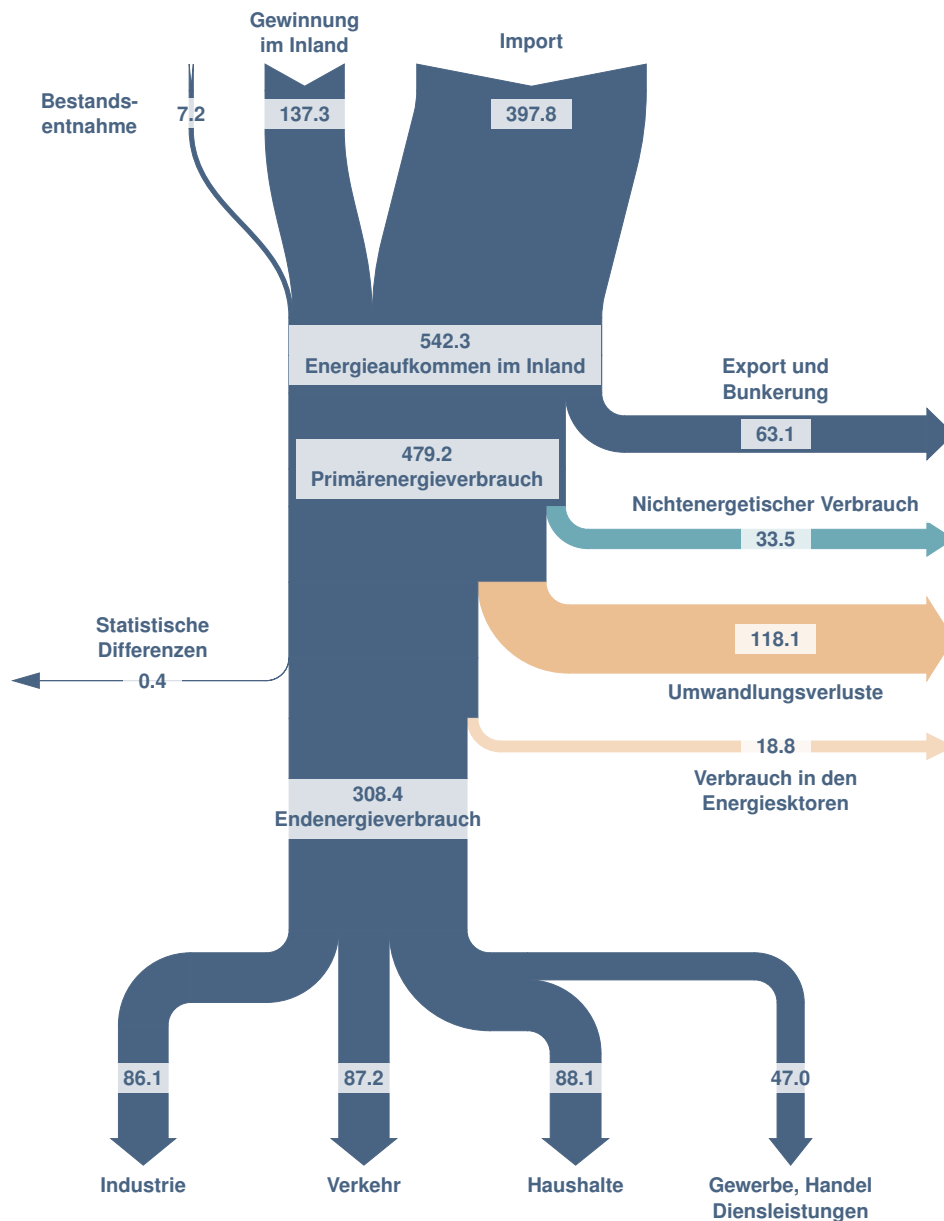 Gewinnung
im Inland
Import
Bestands-
entnahme
7.2
137.3
397.8
542.3
Energieaufkommen im Inland
Export und
Bunkerung
63.1
479.2
Primärenergieverbrauch
Nichtenergetischer Verbrauch
33.5
Statistische
Differenzen
0.4
118.1
Umwandlungsverluste
18.8
Verbrauch in den
Energiesktoren
308.4
Endenergieverbrauch
86.1
87.2
88.1
47.0
Industrie
Verkehr
Haushalte
Gewerbe, Handel
Diensleistungen